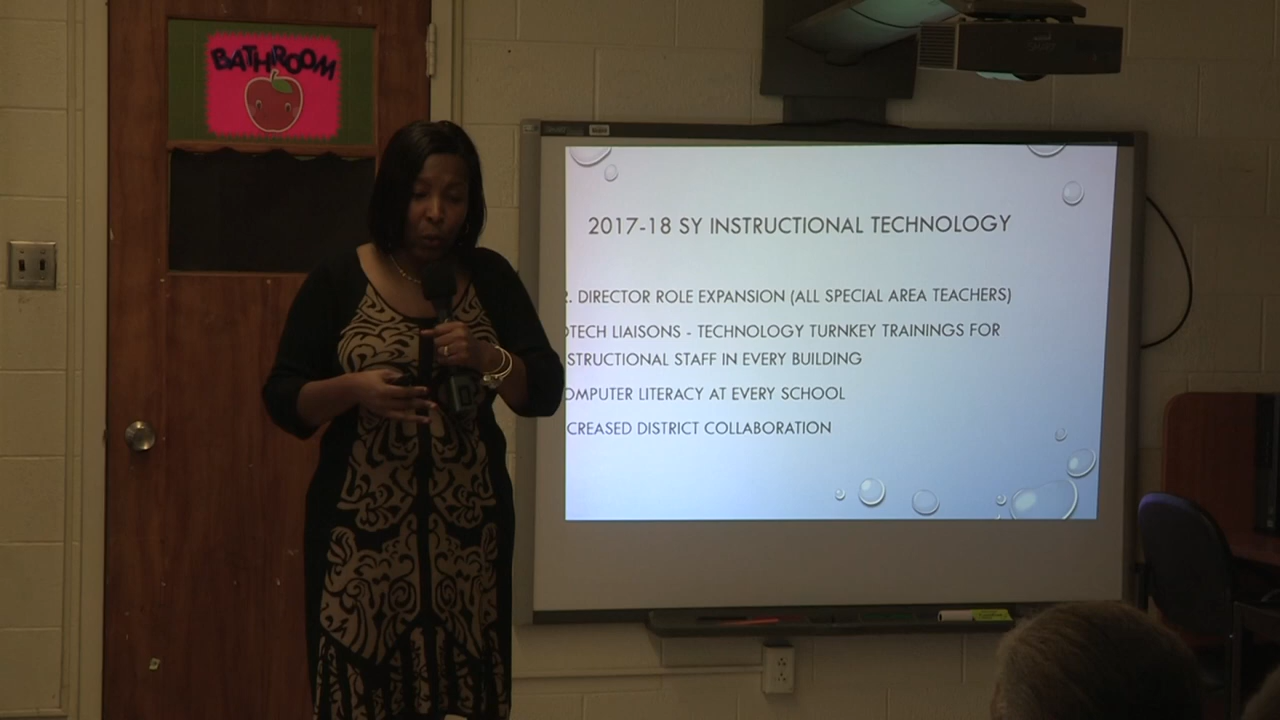 BATHROOM
2017-18 SY INSTRUCTIONAL TECHNOLOGY
R. DIRECTOR ROLE EXPANSION (ALL SPECIAL AREA TEACHERS)
DTECH LIAISONS - TECHNOLOGY TURNKEY TRAININGS FOR
STRUCTIONAL STAFF IN EVERY BUILDING
OMPUTER LITERACY AT EVERY SCHOOL
CREASED DISTRICT COLLABORATION